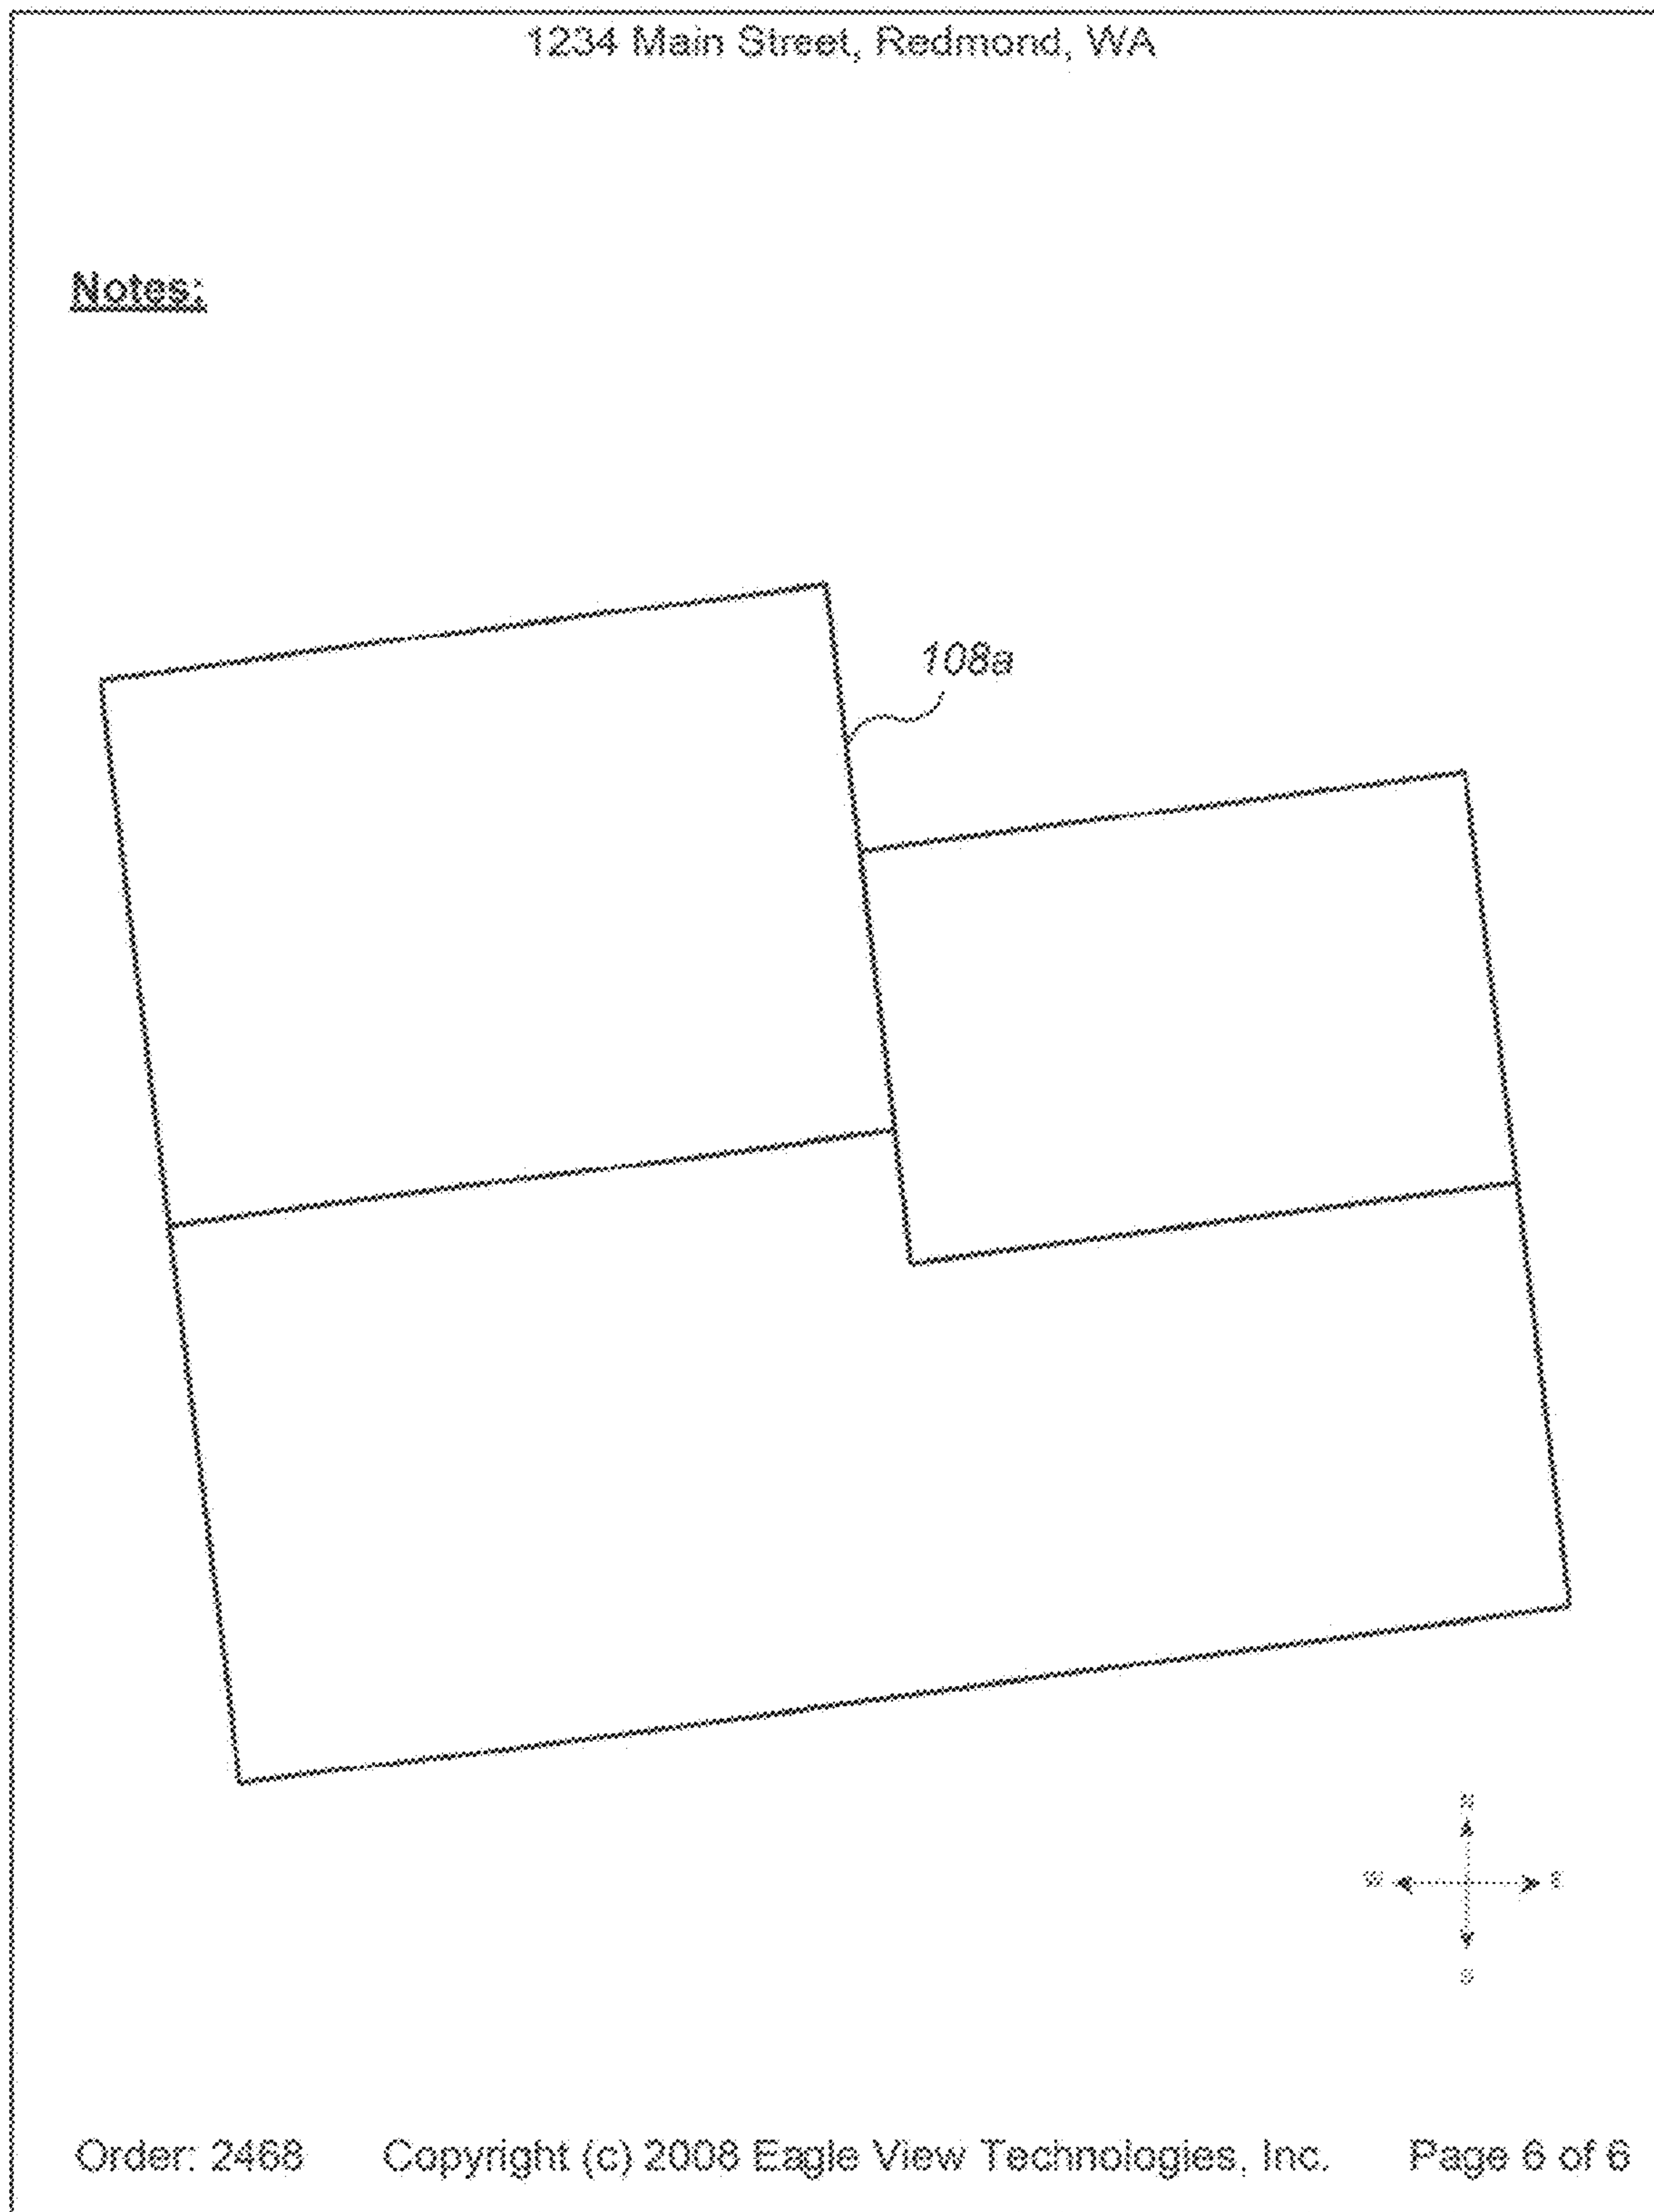 1234 Main Street, Redmond, WA
Notes:
108a
N
W E
S
Order: 2468 Copyright (c) 2008 Eagle View Technologies, Inc. Page 6 of 6